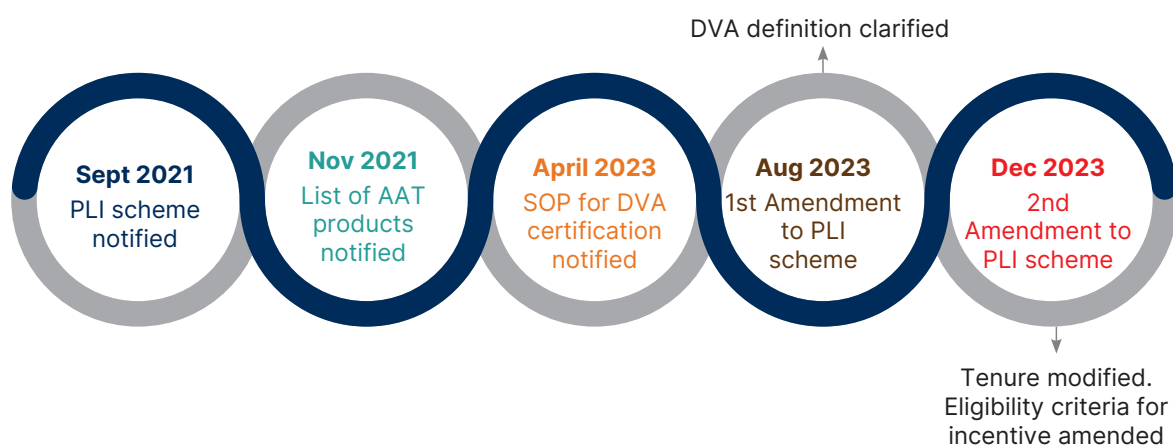 DVA definition clarified
Sept 2021
PLI scheme
notified
Nov 2021
List of AAT
products
notified
April 2023
SOP for DVA
certification
notified
Aug 2023
1st Amendment
to PLI
scheme
Dec 2023
2nd
Amendment to
PLI scheme
Tenure modified.
Eligibility criteria for
incentive amended